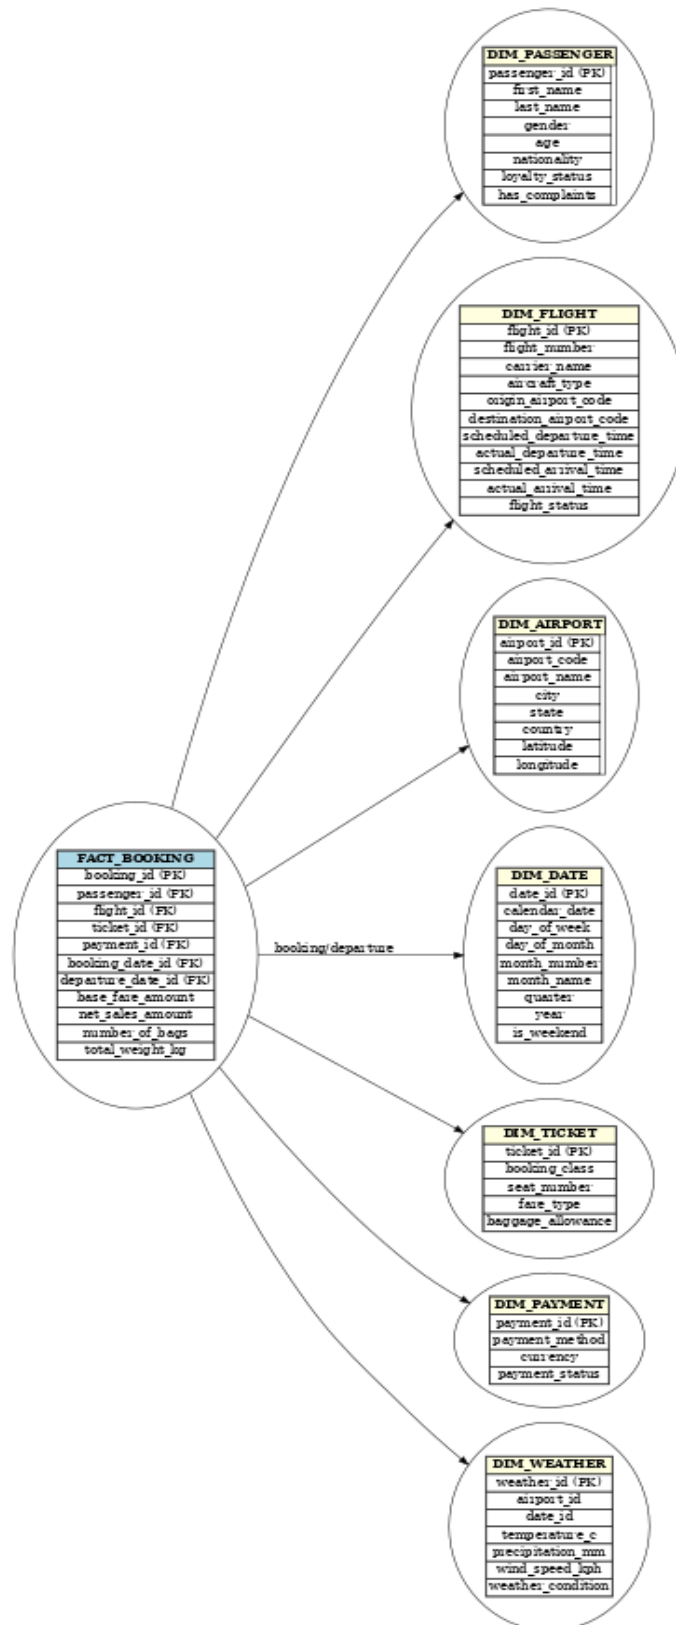 DIM_PASSENGER
passenger_id (PK)
first_name
last_name
gender
age
nationality
loyalty_status
has_complaints
DIM_FLIGHT
flight_id (PK)
flight_number
carrier_name
aircraft_type
origin_airport_code
destination_airport_code
scheduled_departure_time
actual_departure_time
scheduled_arrival_time
actual_arrival_time
flight_status
DIM_AIRPORT
airport_id (PK)
airport_code
airport_name
city
state
country
latitude
longitude
FACT_BOOKING
booking_id (PK)
passenger_id (FK)
flight_id (FK)
ticket_id (FK)
payment_id (FK)
booking_date_id (FK)
departure_date_id (FK)
base_fare_amount
net_sales_amount
number_of_bags
total_weight_kg
booking/departure
DIM_DATE
date_id (PK)
calendar_date
day_of_week
day_of_month
month_number
month_name
quarter
year
is_weekend
DIM_TICKET
ticket_id (PK)
booking_class
seat_number
fare_type
baggage_allowance
DIM_PAYMENT
payment_id (PK)
payment_method
currency
payment_status
DIM_WEATHER
weather_id (PK)
airport_id
date_id
temperature_c
precipitation_mm
wind_speed_kph
weather_condition